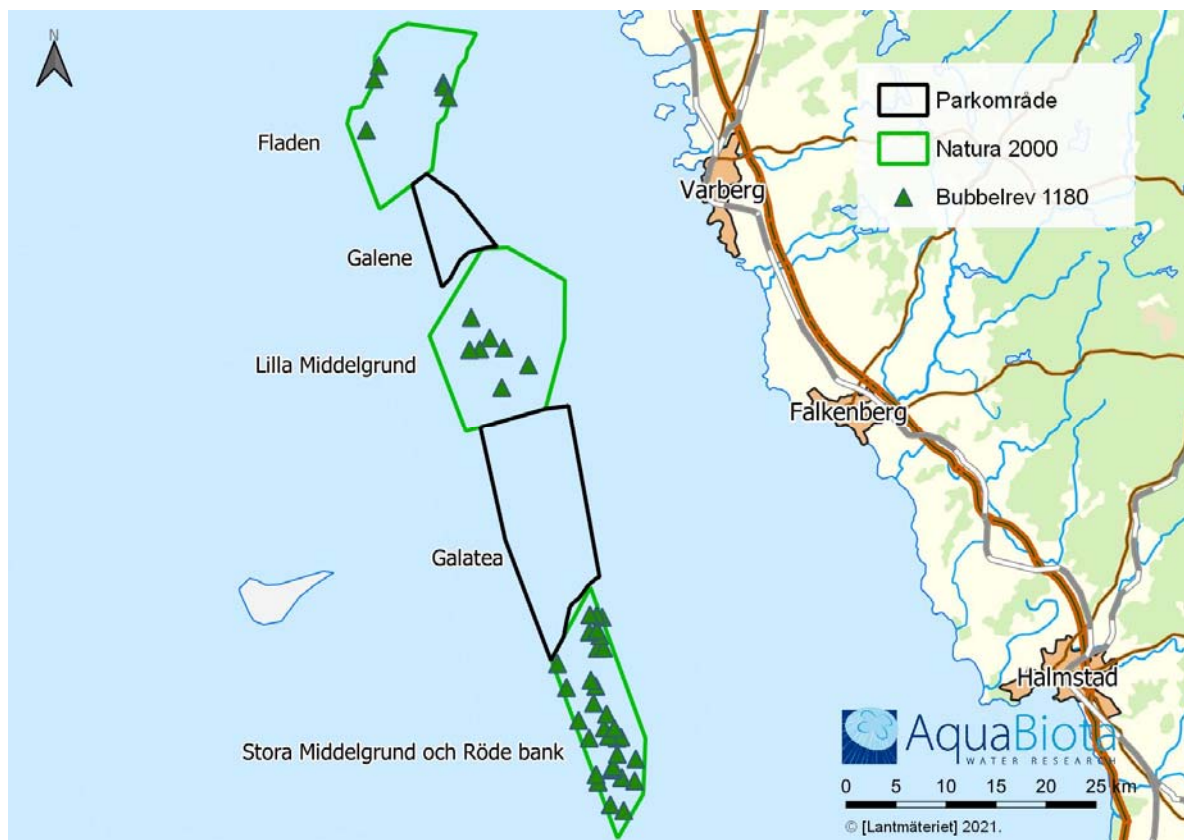 N
Parkområde
Natura 2000
Bubbelrev 1180
Fladen
Varberg
Galene
Lilla Middelgrund
Falkenberg
Galatea
Halmstad
Stora Middelgrund och Röde bank
AquaBiota
WATER RESEARCH
0 5 10 15 20 25 km
© [Lantmäteriet] 2021.